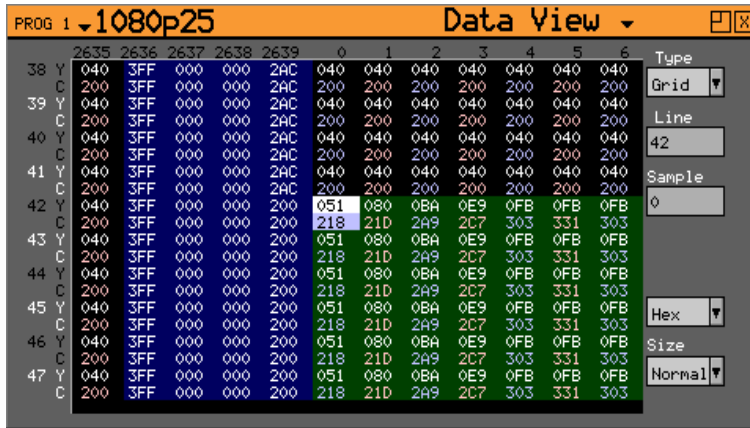 PROG 1 1080p25 Data View
2635 2636 2637 2638 2639 0 1 2 3 4 5 6
Type
38 Y 040 3FF 000 000 2AC 040 040 040 040 040 040 040
Grid
C 200 3FF 000 000 2AC 200 200 200 200 200 200 200
39 Y 040 3FF 000 000 2AC 040 040 040 040 040 040 040
Line
C 200 3FF 000 000 2AC 200 200 200 200 200 200 200
40 Y 040 3FF 000 000 2AC 040 040 040 040 040 040 040
42
C 200 3FF 000 000 2AC 200 200 200 200 200 200 200
41 Y 040 3FF 000 000 2AC 040 040 040 040 040 040 040
Sample
C 200 3FF 000 000 2AC 200 200 200 200 200 200 200
42 Y 040 3FF 000 000 200 051 080 0BA 0E9 0FB 0FB 0FB
0
C 200 3FF 000 000 200 218 21D 2A9 2C7 303 331 303
43 Y 040 3FF 000 000 200 051 080 0BA 0E9 0FB 0FB 0FB
C 200 3FF 000 000 200 218 21D 2A9 2C7 303 331 303
44 Y 040 3FF 000 000 200 051 080 0BA 0E9 0FB 0FB 0FB
C 200 3FF 000 000 200 218 21D 2A9 2C7 303 331 303
45 Y 040 3FF 000 000 200 051 080 0BA 0E9 0FB 0FB 0FB
Hex
C 200 3FF 000 000 200 218 21D 2A9 2C7 303 331 303
46 Y 040 3FF 000 000 200 051 080 0BA 0E9 0FB 0FB 0FB
Size
C 200 3FF 000 000 200 218 21D 2A9 2C7 303 331 303
47 Y 040 3FF 000 000 200 051 080 0BA 0E9 0FB 0FB 0FB
Normal
C 200 3FF 000 000 200 218 21D 2A9 2C7 303 331 303